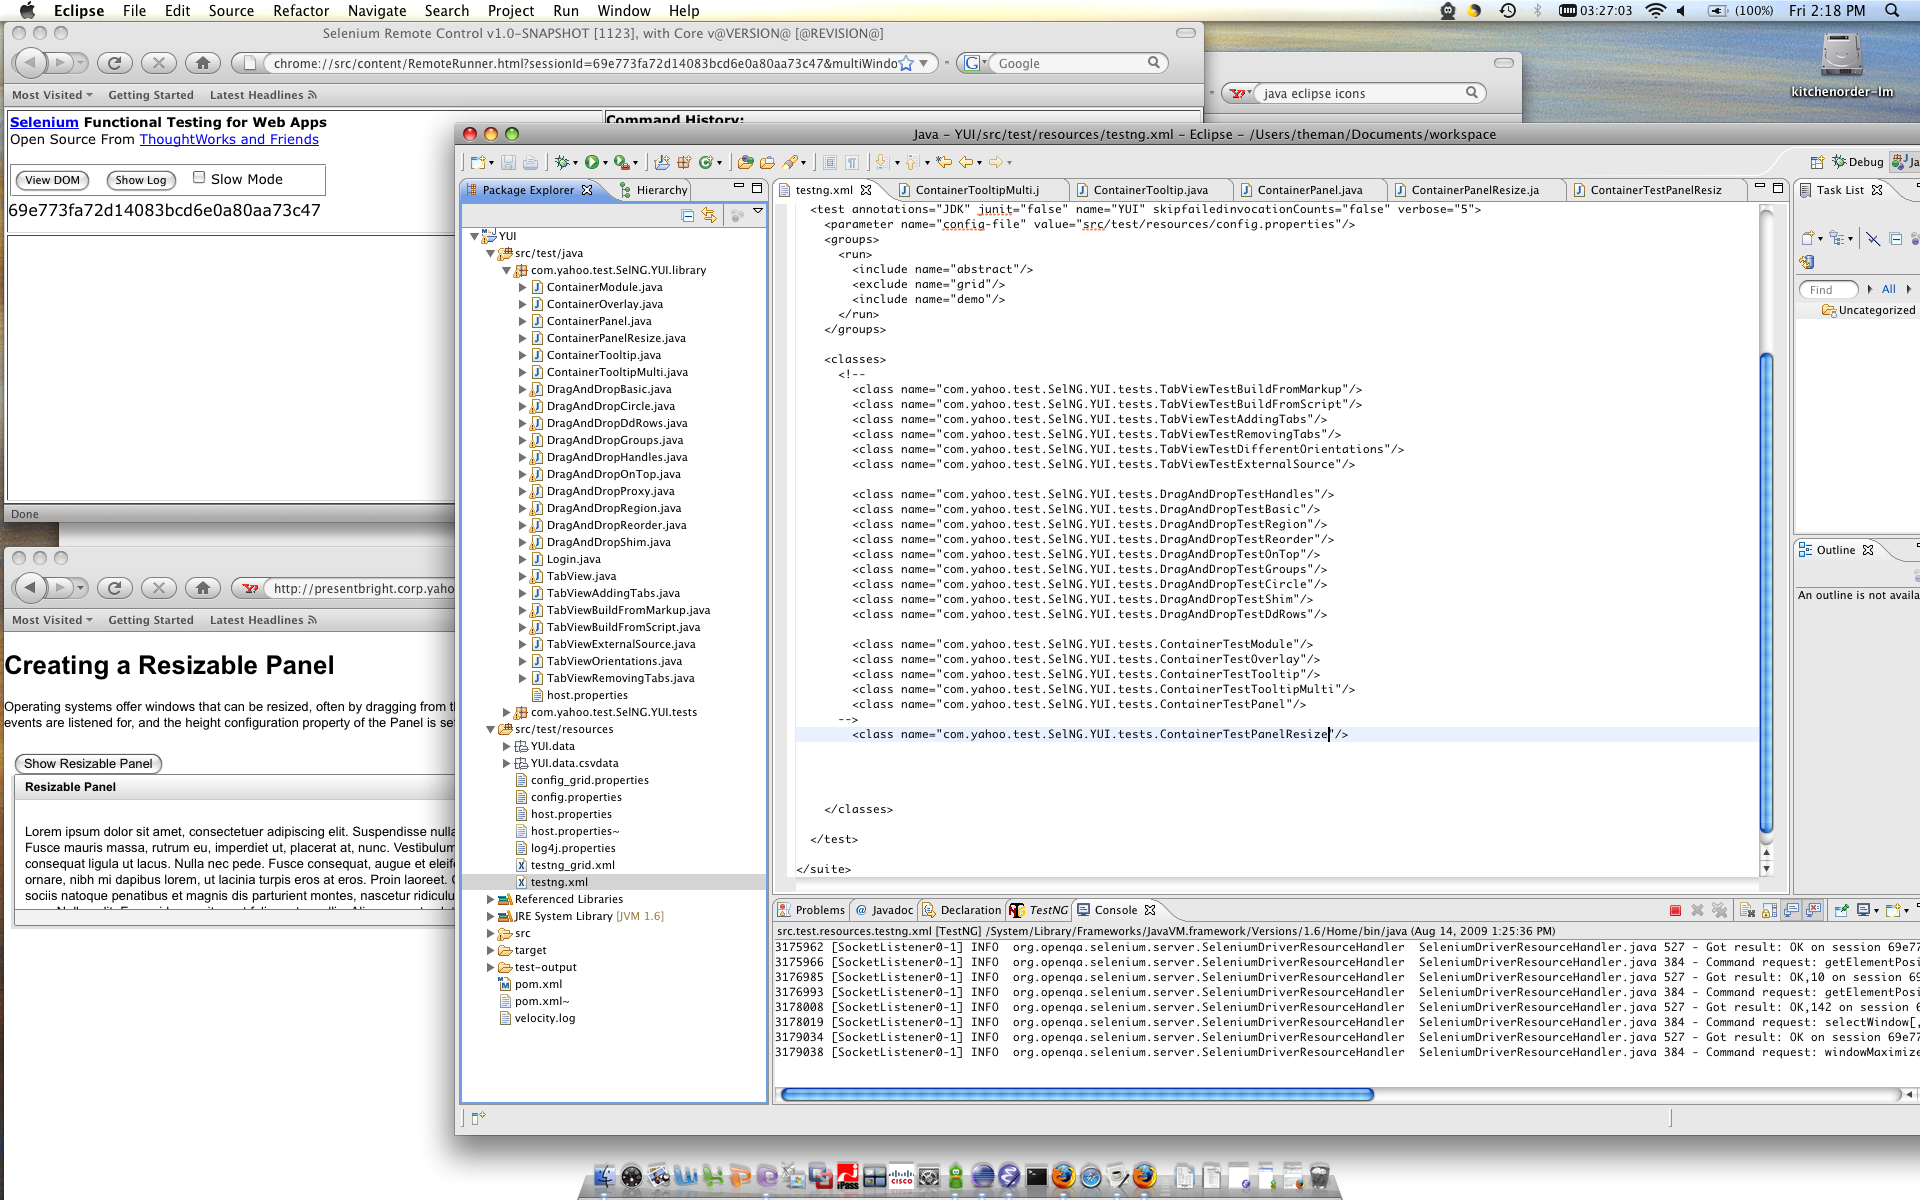 Eclipse File Edit Source Refactor Navigate Search Project Run Window Help
03:27:03 (100%) Fri 2:18 PM
Selenium Remote Control v1.0-SNAPSHOT [1123], with Core v@VERSION@ [@REVISION@]
chrome://src/content/RemoteRunner.html?sessionId=69e773fa72d14083bcd6e0a80aa73c47&multiWindo
Google
Most Visited Getting Started Latest Headlines
java eclipse icons
kitchenorder-lm
Selenium Functional Testing for Web Apps
Open Source From ThoughtWorks and Friends
View DOM Show Log Slow Mode
69e773fa72d14083bcd6e0a80aa73c47
Command History:
Done
http://presentbright.corp.yaho
Most Visited Getting Started Latest Headlines
Creating a Resizable Panel
Operating systems offer windows that can be resized, often by dragging from t
events are listened for, and the height configuration property of the Panel is se
Show Resizable Panel
Resizable Panel
Lorem ipsum dolor sit amet, consectetuer adipiscing elit. Suspendisse nulla
Fusce mauris massa, rutrum eu, imperdiet ut, placerat at, nunc. Vestibulum
consequat ligula ut lacus. Nulla nec pede. Fusce consequat, augue et eleife
ornare, nibh mi dapibus lorem, ut lacinia turpis eros at eros. Proin laoreet.
sociis natoque penatibus et magnis dis parturient montes, nascetur ridiculu
Java – YUI/src/test/resources/testng.xml – Eclipse – /Users/theman/Documents/workspace
Debug Ja
Package Explorer Hierarchy
YUI
src/test/java
com.yahoo.test.SelNG.YUI.library
ContainerModule.java
ContainerOverlay.java
ContainerPanel.java
ContainerPanelResize.java
ContainerTooltip.java
ContainerTooltipMulti.java
DragAndDropBasic.java
DragAndDropCircle.java
DragAndDropDdRows.java
DragAndDropGroups.java
DragAndDropHandles.java
DragAndDropOnTop.java
DragAndDropProxy.java
DragAndDropRegion.java
DragAndDropReorder.java
DragAndDropShim.java
Login.java
TabView.java
TabViewAddingTabs.java
TabViewBuildFromMarkup.java
TabViewBuildFromScript.java
TabViewExternalSource.java
TabViewOrientations.java
TabViewRemovingTabs.java
host.properties
com.yahoo.test.SelNG.YUI.tests
src/test/resources
YUI.data
YUI.data.csvdata
config_grid.properties
config.properties
host.properties
host.properties~
log4j.properties
testng_grid.xml
testng.xml
Referenced Libraries
JRE System Library [JVM 1.6]
src
target
test-output
pom.xml
pom.xml~
velocity.log
testng.xml ContainerTooltipMulti.j ContainerTooltip.java ContainerPanel.java ContainerPanelResize.ja ContainerTestPanelResiz
<test annotations="JDK" junit="false" name="YUI" skipfailedinvocationCounts="false" verbose="5">
<parameter name="config-file" value="src/test/resources/config.properties"/>
<groups>
<run>
<include name="abstract"/>
<exclude name="grid"/>
<include name="demo"/>
</run>
</groups>
<classes>
<!--
<class name="com.yahoo.test.SelNG.YUI.tests.TabViewTestBuildFromMarkup"/>
<class name="com.yahoo.test.SelNG.YUI.tests.TabViewTestBuildFromScript"/>
<class name="com.yahoo.test.SelNG.YUI.tests.TabViewTestAddingTabs"/>
<class name="com.yahoo.test.SelNG.YUI.tests.TabViewTestRemovingTabs"/>
<class name="com.yahoo.test.SelNG.YUI.tests.TabViewTestDifferentOrientations"/>
<class name="com.yahoo.test.SelNG.YUI.tests.TabViewTestExternalSource"/>
<class name="com.yahoo.test.SelNG.YUI.tests.DragAndDropTestHandles"/>
<class name="com.yahoo.test.SelNG.YUI.tests.DragAndDropTestBasic"/>
<class name="com.yahoo.test.SelNG.YUI.tests.DragAndDropTestRegion"/>
<class name="com.yahoo.test.SelNG.YUI.tests.DragAndDropTestReorder"/>
<class name="com.yahoo.test.SelNG.YUI.tests.DragAndDropTestOnTop"/>
<class name="com.yahoo.test.SelNG.YUI.tests.DragAndDropTestGroups"/>
<class name="com.yahoo.test.SelNG.YUI.tests.DragAndDropTestCircle"/>
<class name="com.yahoo.test.SelNG.YUI.tests.DragAndDropTestShim"/>
<class name="com.yahoo.test.SelNG.YUI.tests.DragAndDropTestDdRows"/>
<class name="com.yahoo.test.SelNG.YUI.tests.ContainerTestModule"/>
<class name="com.yahoo.test.SelNG.YUI.tests.ContainerTestOverlay"/>
<class name="com.yahoo.test.SelNG.YUI.tests.ContainerTestTooltip"/>
<class name="com.yahoo.test.SelNG.YUI.tests.ContainerTestTooltipMulti"/>
<class name="com.yahoo.test.SelNG.YUI.tests.ContainerTestPanel"/>
-->
<class name="com.yahoo.test.SelNG.YUI.tests.ContainerTestPanelResize"/>
</classes>
</test>
</suite>
Task List
Find All
Uncategorized
Outline
An outline is not availa
Problems Javadoc Declaration TestNG Console
src.test.resources.testng.xml [TestNG] /System/Library/Frameworks/JavaVM.framework/Versions/1.6/Home/bin/java (Aug 14, 2009 1:25:36 PM)
3175962 [SocketListener0-1] INFO org.openqa.selenium.server.SeleniumDriverResourceHandler SeleniumDriverResourceHandler.java 527 - Got result: OK on session 69e77
3175966 [SocketListener0-1] INFO org.openqa.selenium.server.SeleniumDriverResourceHandler SeleniumDriverResourceHandler.java 384 - Command request: getElementPosi
3176985 [SocketListener0-1] INFO org.openqa.selenium.server.SeleniumDriverResourceHandler SeleniumDriverResourceHandler.java 527 - Got result: OK,10 on session 69
3176993 [SocketListener0-1] INFO org.openqa.selenium.server.SeleniumDriverResourceHandler SeleniumDriverResourceHandler.java 384 - Command request: getElementPosi
3178008 [SocketListener0-1] INFO org.openqa.selenium.server.SeleniumDriverResourceHandler SeleniumDriverResourceHandler.java 527 - Got result: OK,142 on session 6
3178019 [SocketListener0-1] INFO org.openqa.selenium.server.SeleniumDriverResourceHandler SeleniumDriverResourceHandler.java 384 - Command request: selectWindow[,
3179034 [SocketListener0-1] INFO org.openqa.selenium.server.SeleniumDriverResourceHandler SeleniumDriverResourceHandler.java 527 - Got result: OK on session 69e77
3179038 [SocketListener0-1] INFO org.openqa.selenium.server.SeleniumDriverResourceHandler SeleniumDriverResourceHandler.java 384 - Command request: windowMaximize
iPass
CISCO